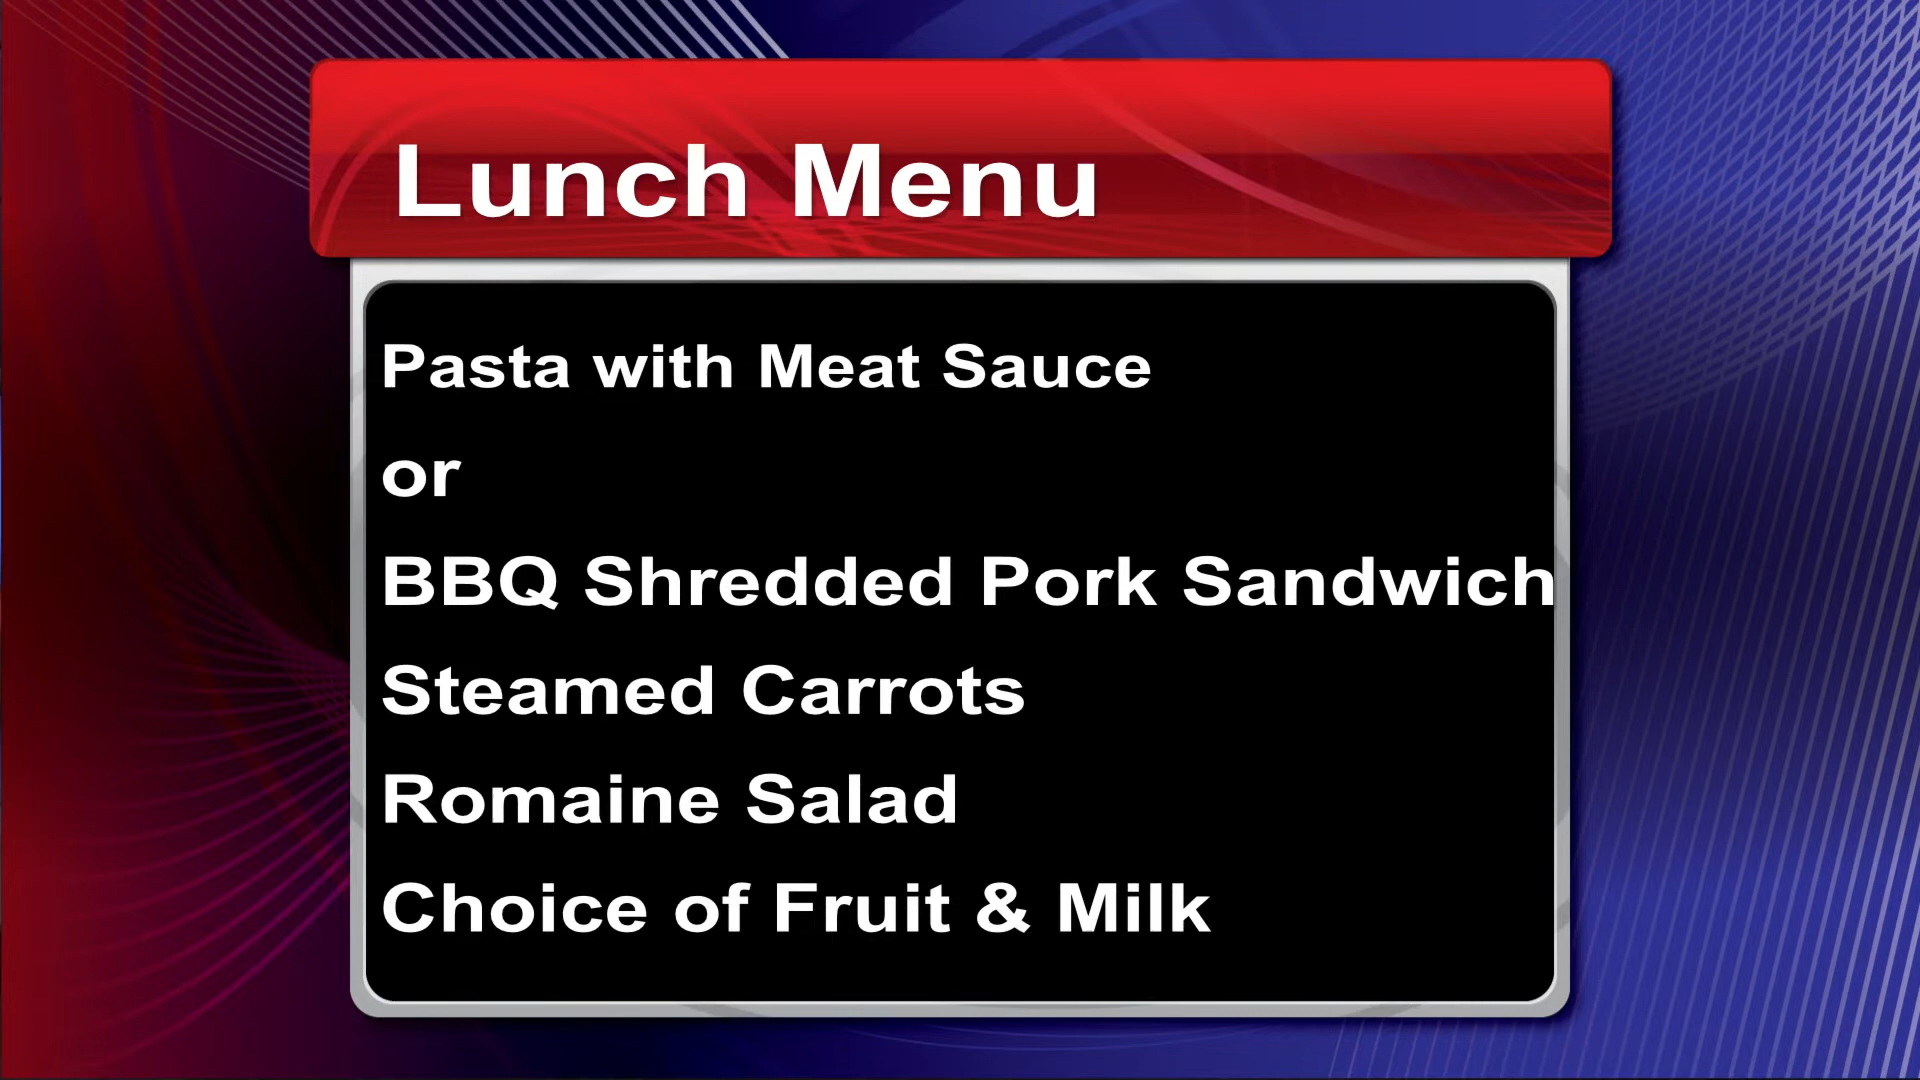 Lunch Menu
Pasta with Meat Sauce
or
BBQ Shredded Pork Sandwich
Steamed Carrots
Romaine Salad
Choice of Fruit & Milk